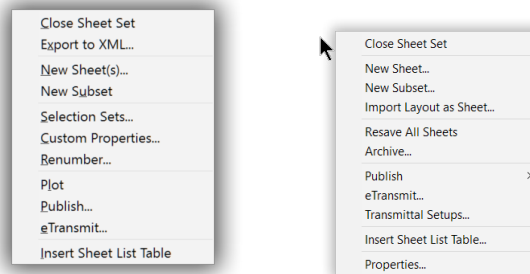 Close Sheet Set
Export to XML...
New Sheet(s)...
New Subset
Selection Sets...
Custom Properties...
Renumber...
Plot
Publish...
eTransmit...
Insert Sheet List Table
Close Sheet Set
New Sheet...
New Subset...
Import Layout as Sheet...
Resave All Sheets
Archive...
Publish
eTransmit...
Transmittal Setups...
Insert Sheet List Table...
Properties...